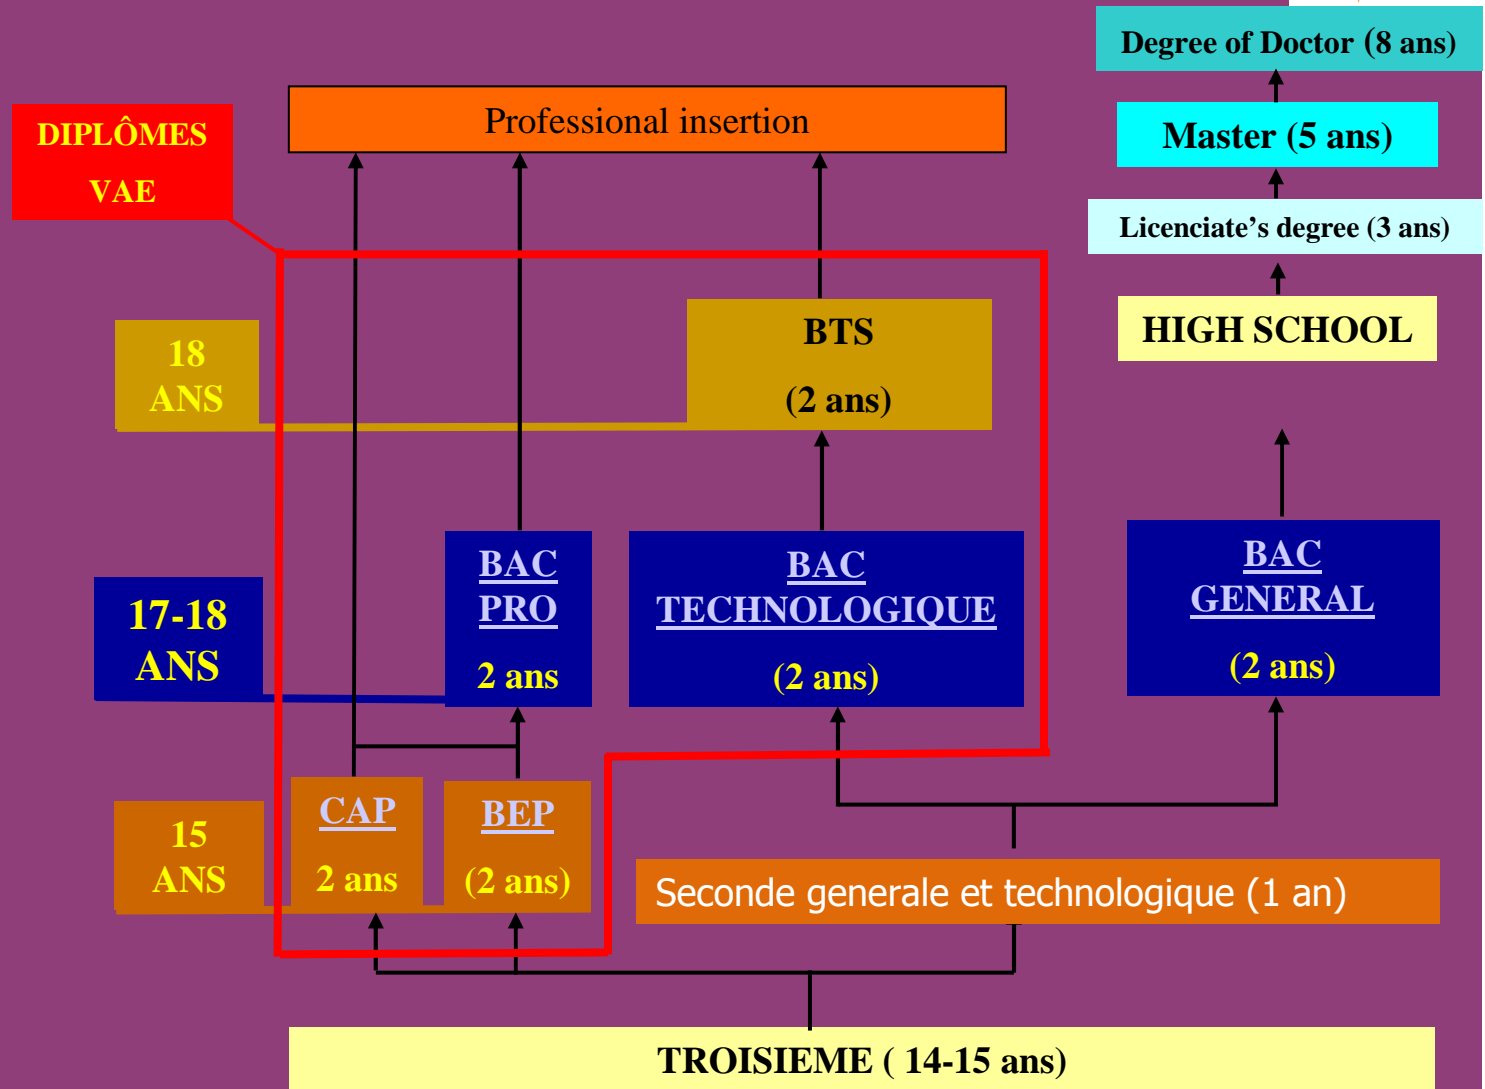 Degree of Doctor (8 ans)
Professional insertion
DIPLÔMES
VAE
Master (5 ans)
Licenciate's degree (3 ans)
18
ANS
BTS
(2 ans)
HIGH SCHOOL
17-18
ANS
BAC
PRO
2 ans
BAC
TECHNOLOGIQUE
(2 ans)
BAC
GENERAL
(2 ans)
15
ANS
CAP
2 ans
BEP
(2 ans)
Seconde generale et technologique (1 an)
TROISIEME ( 14-15 ans)